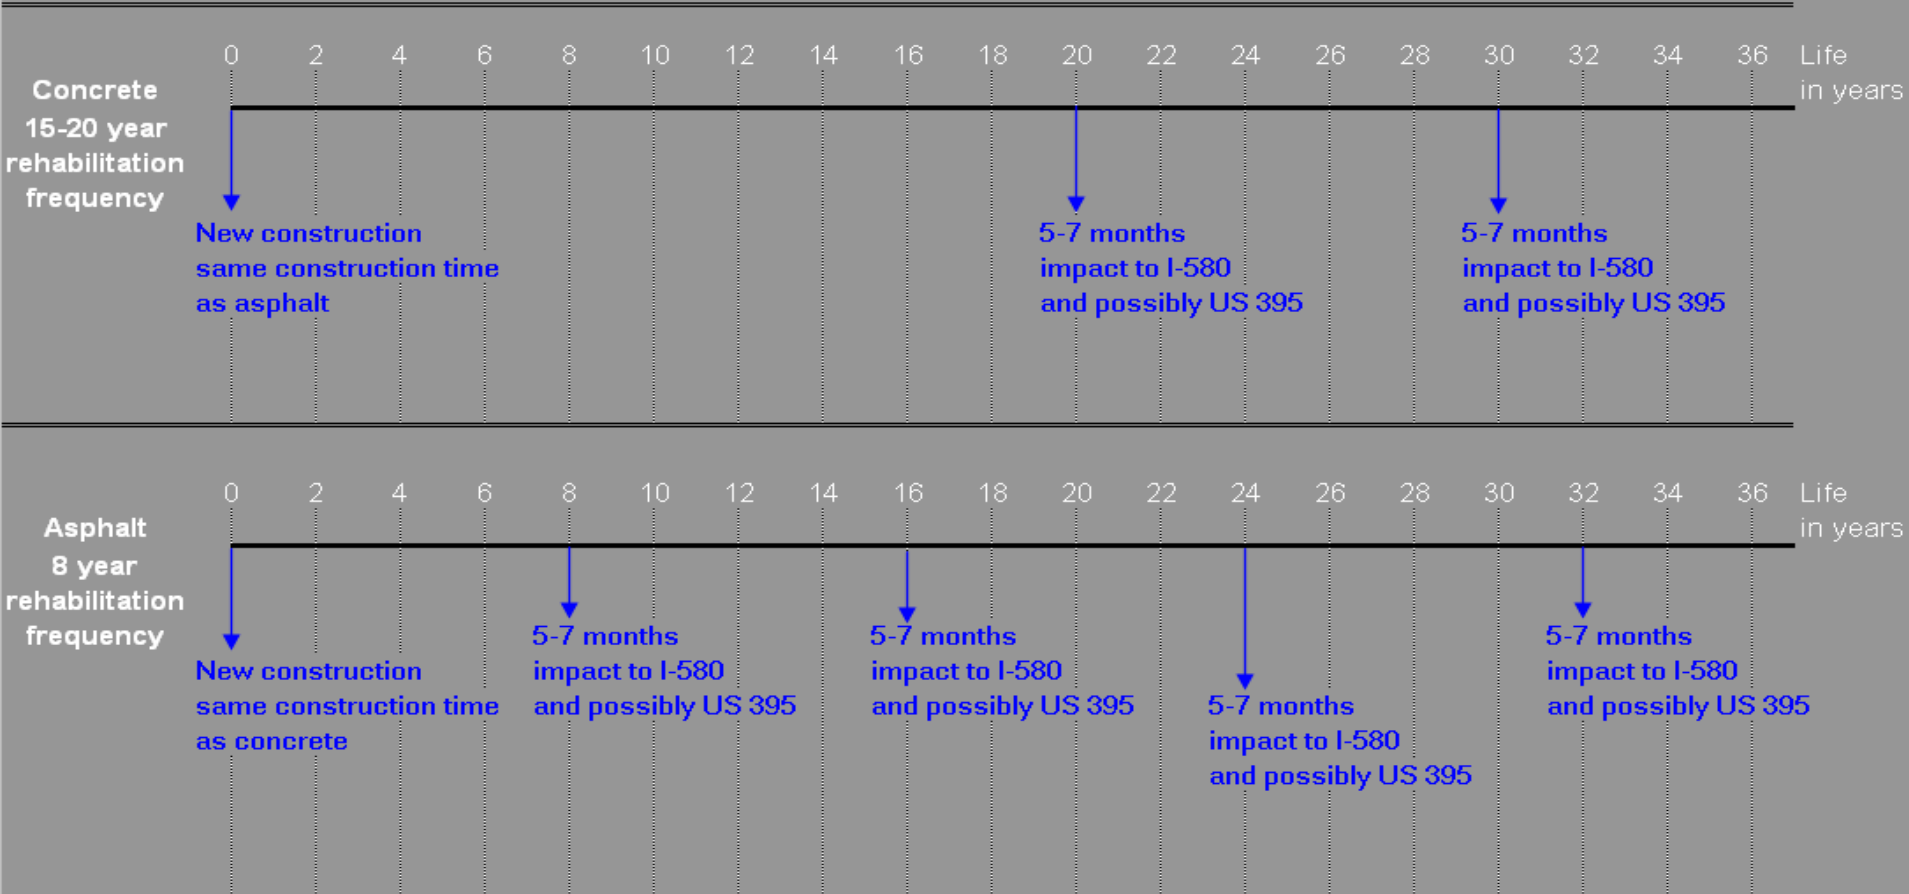 0 2 4 6 8 10 12 14 16 18 20 22 24 26 28 30 32 34 36 Life
in years
Concrete
15-20 year
rehabilitation
frequency
New construction
same construction time
as asphalt
5-7 months
impact to I-580
and possibly US 395
5-7 months
impact to I-580
and possibly US 395
0 2 4 6 8 10 12 14 16 18 20 22 24 26 28 30 32 34 36 Life
in years
Asphalt
8 year
rehabilitation
frequency
New construction
same construction time
as concrete
5-7 months
impact to I-580
and possibly US 395
5-7 months
impact to I-580
and possibly US 395
5-7 months
impact to I-580
and possibly US 395
5-7 months
impact to I-580
and possibly US 395